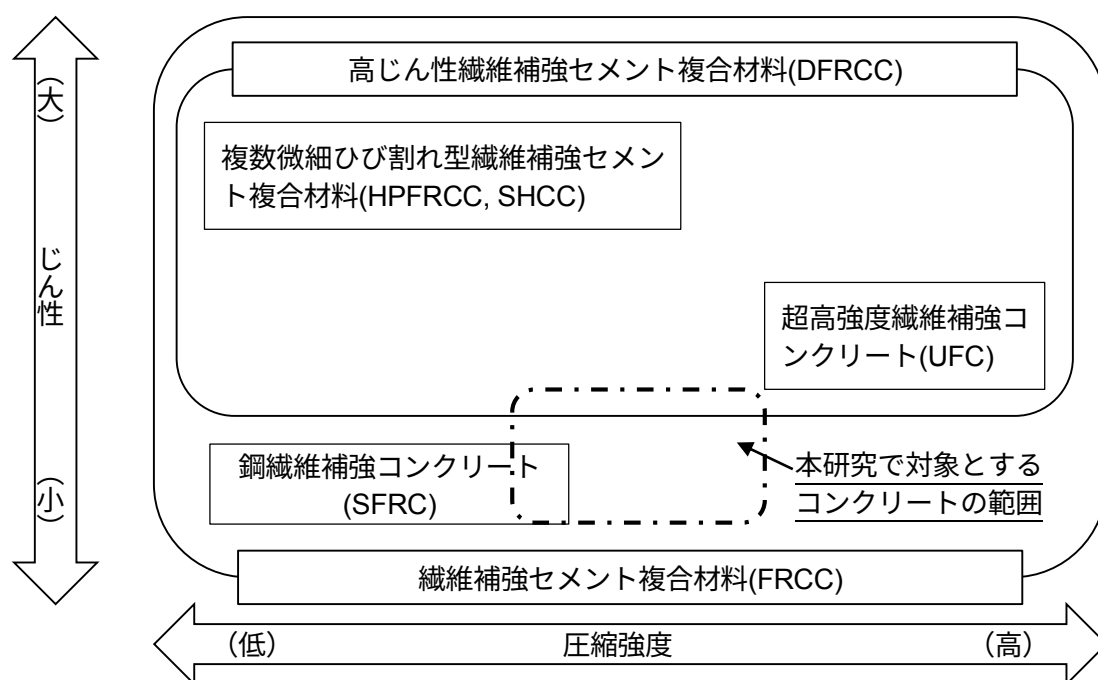 高じん性繊維補強セメント複合材料(DFRCC)
（大）
複数微細ひび割れ型繊維補強セメン
ト複合材料(HPFRCC, SHCC)
じん性
超高強度繊維補強コ
ンクリート(UFC)
鋼繊維補強コンクリート
(SFRC)
本研究で対象とする
コンクリートの範囲
（小）
繊維補強セメント複合材料(FRCC)
（低）
圧縮強度
（高）